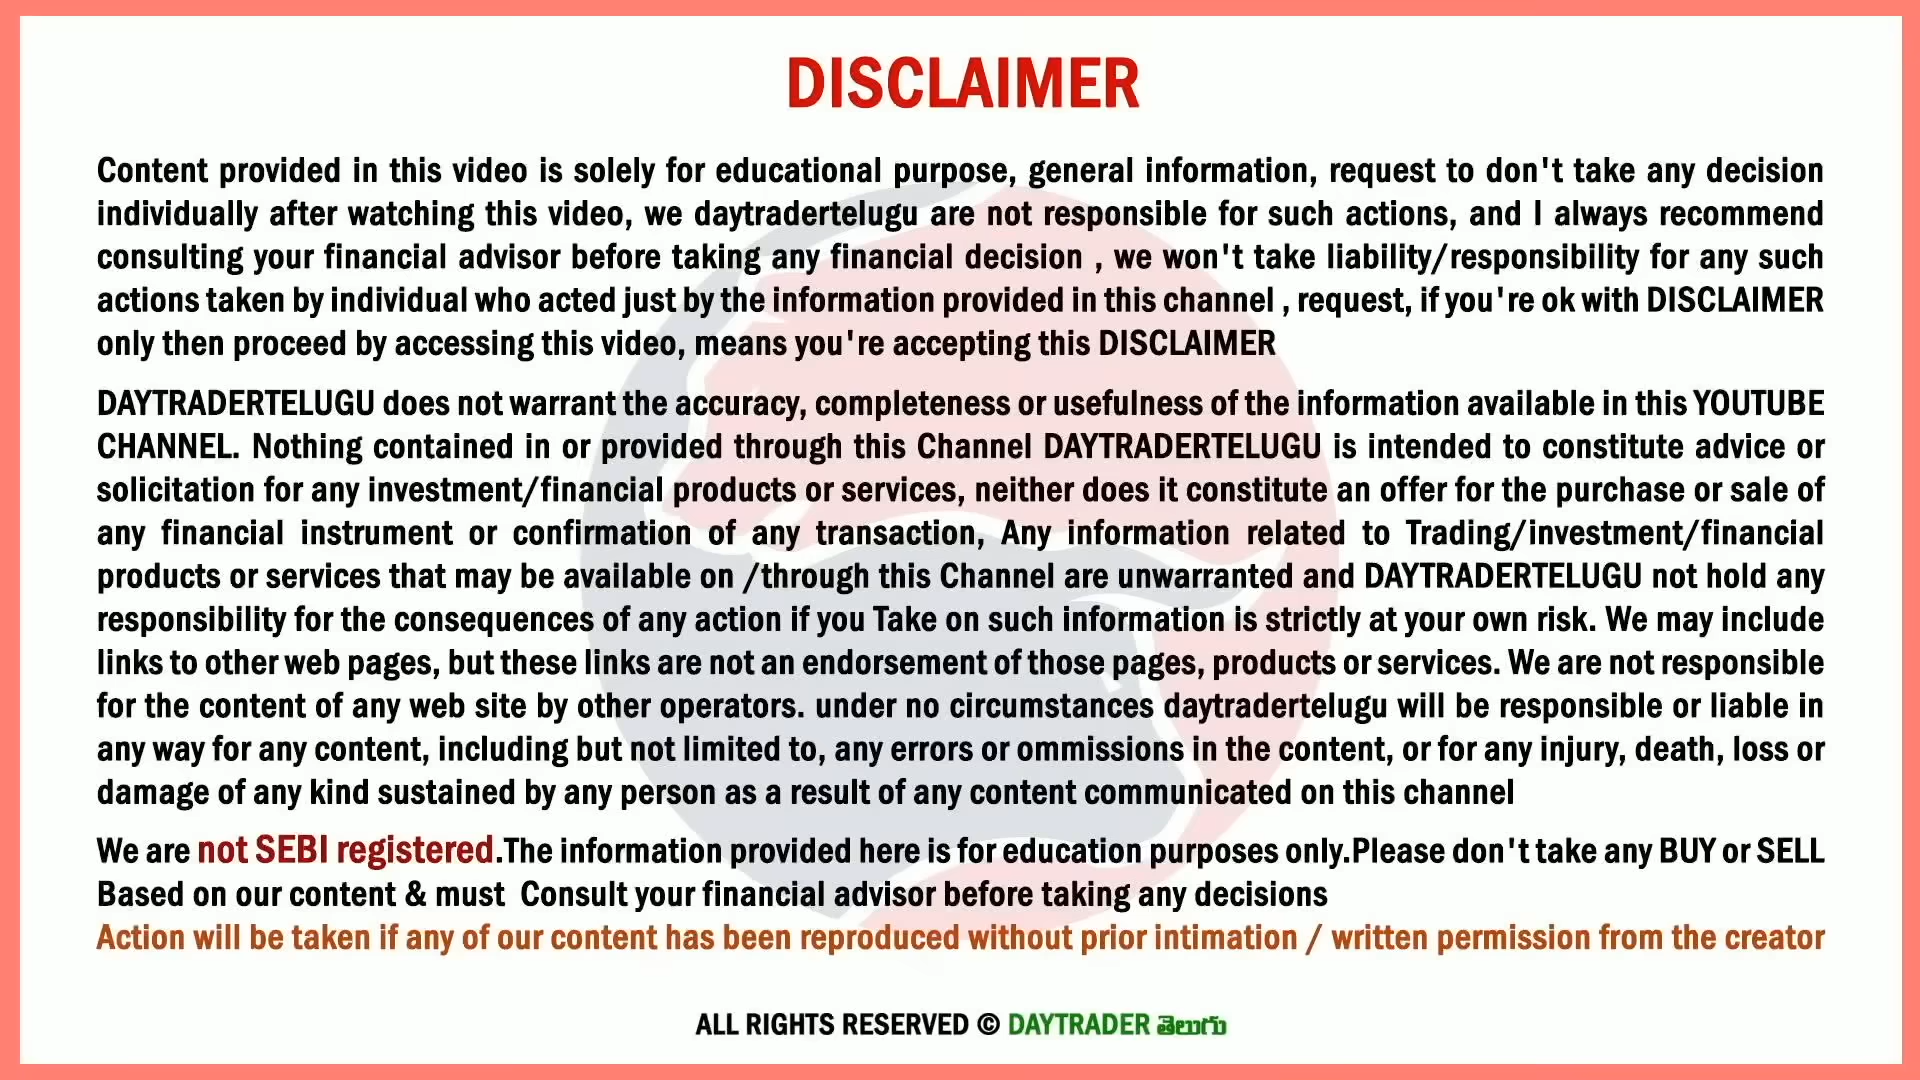 DISCLAIMER
Content provided in this video is solely for educational purpose, general information, request to don't take any decision
individually after watching this video, we daytradertelugu are not responsible for such actions, and I always recommend
consulting your financial advisor before taking any financial decision , we won't take liability/responsibility for any such
actions taken by individual who acted just by the information provided in this channel , request, if you're ok with DISCLAIMER
only then proceed by accessing this video, means you're accepting this DISCLAIMER
DAYTRADERTELUGU does not warrant the accuracy, completeness or usefulness of the information available in this YOUTUBE
CHANNEL. Nothing contained in or provided through this Channel DAYTRADERTELUGU is intended to constitute advice or
solicitation for any investment/financial products or services, neither does it constitute an offer for the purchase or sale of
any financial instrument or confirmation of any transaction, Any information related to Trading/investment/financial
products or services that may be available on /through this Channel are unwarranted and DAYTRADERTELUGU not hold any
responsibility for the consequences of any action if you Take on such information is strictly at your own risk. We may include
links to other web pages, but these links are not an endorsement of those pages, products or services. We are not responsible
for the content of any web site by other operators. under no circumstances daytradertelugu will be responsible or liable in
any way for any content, including but not limited to, any errors or ommissions in the content, or for any injury, death, loss or
damage of any kind sustained by any person as a result of any content communicated on this channel
We are not SEBI registered.The information provided here is for education purposes only.Please don't take any BUY or SELL
Based on our content & must Consult your financial advisor before taking any decisions
Action will be taken if any of our content has been reproduced without prior intimation / written permission from the creator
ALL RIGHTS RESERVED © DAYTRADER తెలుగు